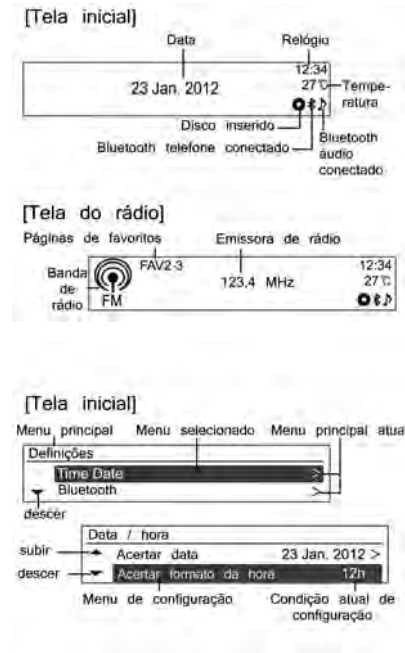 [Tela inicial]
Data
Relógio
12:34
23 Jan. 2012
27℃
Tempe-
ratura
Disco inserido
Bluetooth telefone conectado
Bluetooth
áudio
conectado
[Tela do rádio]
Páginas de favoritos
Emissora de rádio
FAV2-3
12:34
Banda
de
rádio
123,4 MHz
27℃
FM
[Tela inicial]
Menu principal
Menu selecionado
Menu principal atua
Definições
Time Date >
Bluetooth >
descer
Data / hora
subir
Acertar data
23 Jan. 2012 >
descer
Acertar formato da hora
12h
Menu de configuração
Condição atual de
configuração